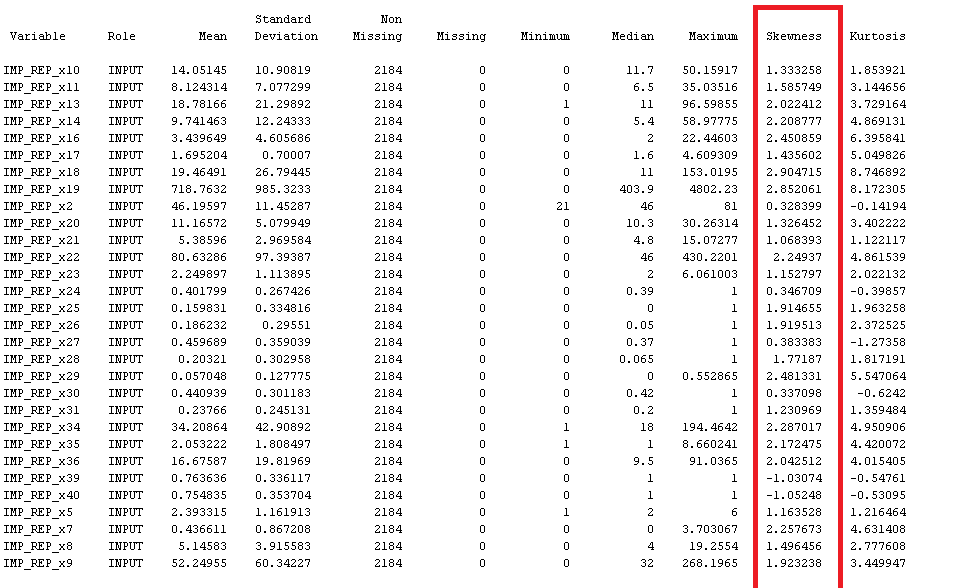 Standard Non
Variable Role Mean Deviation Missing Missing Minimum Median Maximum Skewness Kurtosis
IMP_REP_x10 INPUT 14.05145 10.90819 2184 0 0 11.7 50.15917 1.333258 1.853921
IMP_REP_x11 INPUT 8.124314 7.077299 2184 0 0 6.5 35.03516 1.585749 3.144656
IMP_REP_x13 INPUT 18.78166 21.29892 2184 0 1 11 96.59855 2.022412 3.729164
IMP_REP_x14 INPUT 9.741463 12.24333 2184 0 0 5.4 58.97775 2.208777 4.869131
IMP_REP_x16 INPUT 3.439649 4.605686 2184 0 0 2 22.44603 2.450859 6.395841
IMP_REP_x17 INPUT 1.695204 0.70007 2184 0 0 1.6 4.609309 1.435602 5.049826
IMP_REP_x18 INPUT 19.46491 26.79445 2184 0 0 11 153.0195 2.904715 8.746892
IMP_REP_x19 INPUT 718.7632 985.3233 2184 0 0 403.9 4802.23 2.852061 8.172305
IMP_REP_x2 INPUT 46.19597 11.45287 2184 0 21 46 81 0.328399 -0.14194
IMP_REP_x20 INPUT 11.16572 5.079949 2184 0 0 10.3 30.26314 1.326452 3.402222
IMP_REP_x21 INPUT 5.38596 2.969584 2184 0 0 4.8 15.07277 1.068393 1.122117
IMP_REP_x22 INPUT 80.63286 97.39387 2184 0 0 46 430.2201 2.24937 4.861539
IMP_REP_x23 INPUT 2.249897 1.113895 2184 0 0 2 6.061003 1.152797 2.022132
IMP_REP_x24 INPUT 0.401799 0.267426 2184 0 0 0.39 1 0.346709 -0.39857
IMP_REP_x25 INPUT 0.159831 0.334816 2184 0 0 0 1 1.914655 1.963258
IMP_REP_x26 INPUT 0.186232 0.29551 2184 0 0 0.05 1 1.919513 2.372525
IMP_REP_x27 INPUT 0.459689 0.359039 2184 0 0 0.37 1 0.383383 -1.27358
IMP_REP_x28 INPUT 0.20321 0.302958 2184 0 0 0.065 1 1.77187 1.817191
IMP_REP_x29 INPUT 0.057048 0.127775 2184 0 0 0 0.552865 2.481331 5.547064
IMP_REP_x30 INPUT 0.440939 0.301183 2184 0 0 0.42 1 0.337098 -0.6242
IMP_REP_x31 INPUT 0.23766 0.245131 2184 0 0 0.2 1 1.230969 1.359484
IMP_REP_x34 INPUT 34.20864 42.90892 2184 0 1 18 194.4642 2.287017 4.950906
IMP_REP_x35 INPUT 2.053222 1.808497 2184 0 1 1 8.660241 2.172475 4.420072
IMP_REP_x36 INPUT 16.67587 19.81969 2184 0 0 9.5 91.0365 2.042512 4.015405
IMP_REP_x39 INPUT 0.763636 0.336117 2184 0 0 1 1 -1.03074 -0.54761
IMP_REP_x40 INPUT 0.754835 0.353704 2184 0 0 1 1 -1.05248 -0.53095
IMP_REP_x5 INPUT 2.393315 1.161913 2184 0 1 2 6 1.163528 1.216464
IMP_REP_x7 INPUT 0.436611 0.867208 2184 0 0 0 3.703067 2.257673 4.631408
IMP_REP_x8 INPUT 5.14583 3.915583 2184 0 0 4 19.2554 1.496456 2.777608
IMP_REP_x9 INPUT 52.24955 60.34227 2184 0 0 32 268.1965 1.923238 3.449947